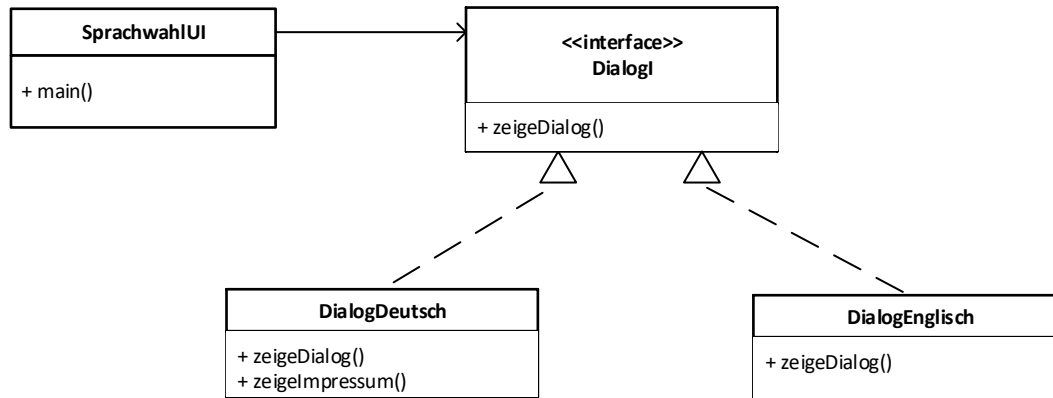 SprachwahlUI
+ main()
<<interface>>
DialogI
+ zeigeDialog()
DialogDeutsch
+ zeigeDialog()
+ zeigeImpressum()
DialogEnglisch
+ zeigeDialog()